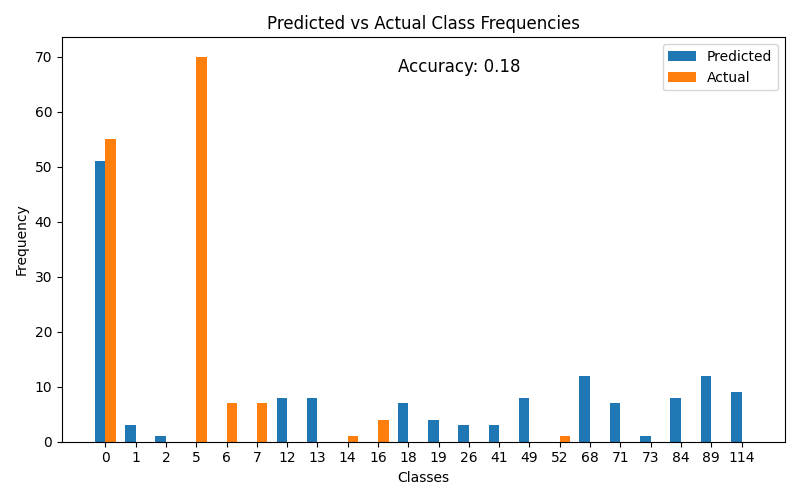 Predicted vs Actual Class Frequencies
Accuracy: 0.18
Predicted
Actual
Frequency
70
60
50
40
30
20
10
0
0 1 2 5 6 7 12 13 14 16 18 19 26 41 49 52 68 71 73 84 89 114
Classes